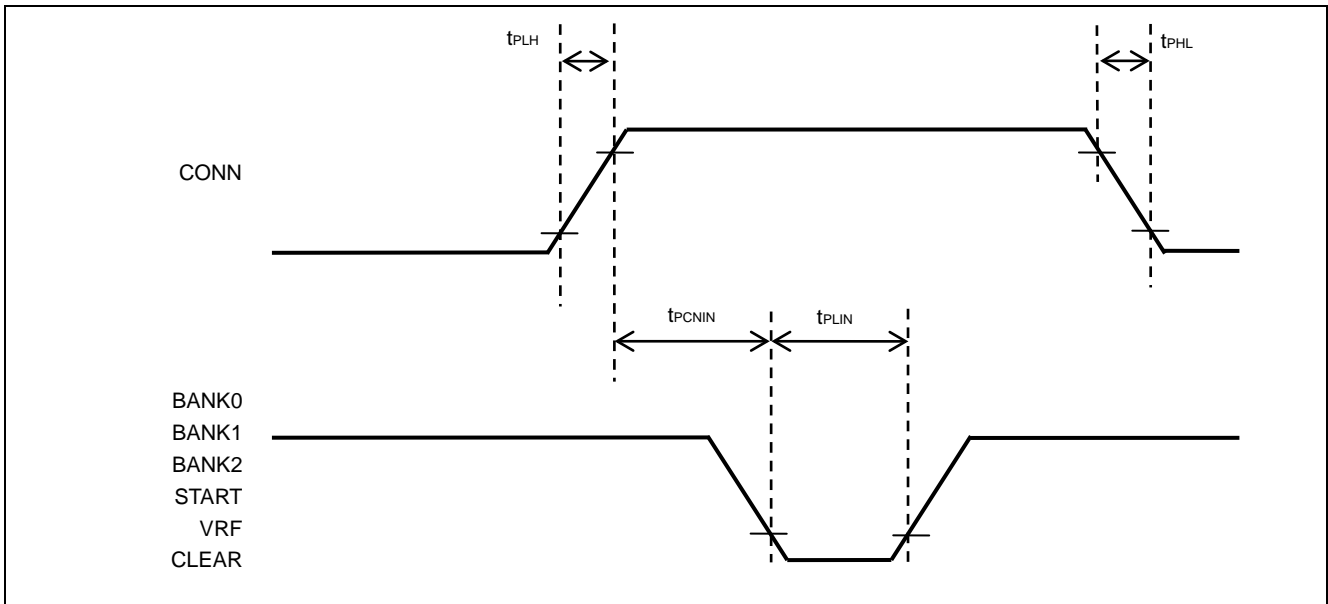 tPLH
tPHL
CONN
tPCNIN
tPLIN
BANK0
BANK1
BANK2
START
VRF
CLEAR